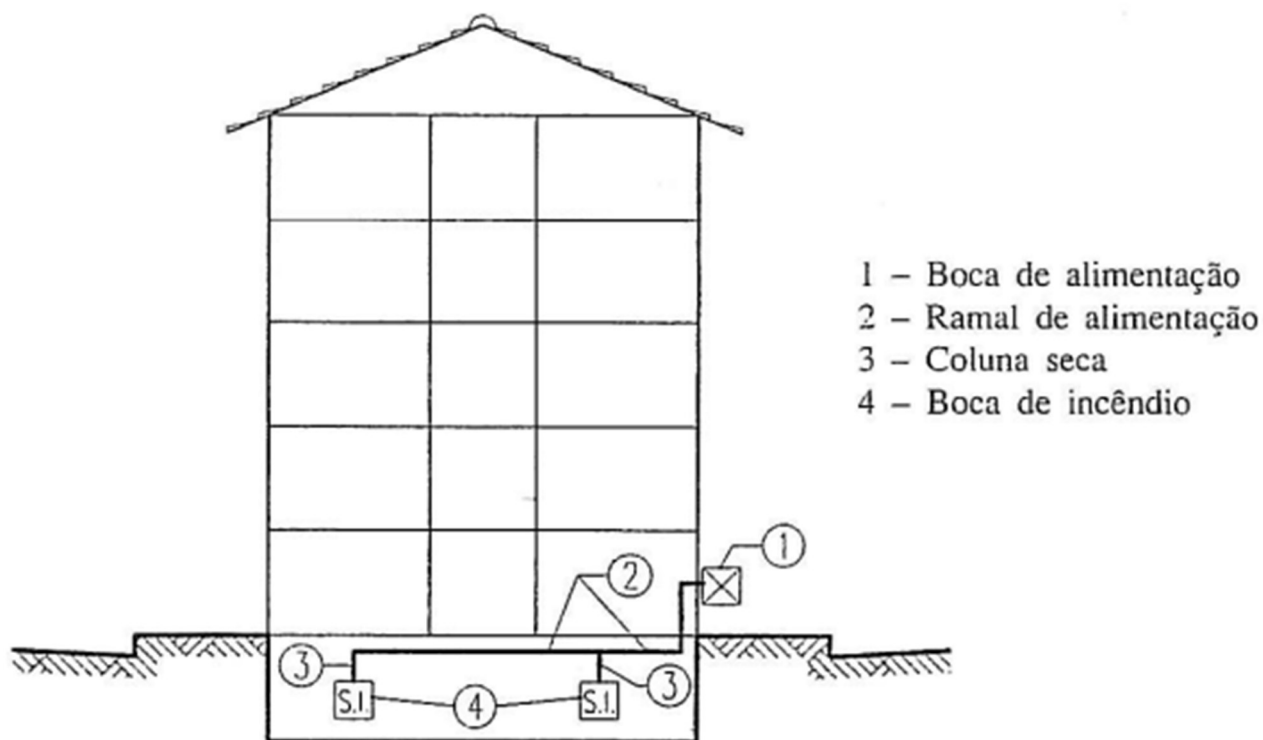 1 – Boca de alimentação
2 – Ramal de alimentação
3 – Coluna seca
4 – Boca de incêndio
1
2
3
3
4
S.I.
S.I.